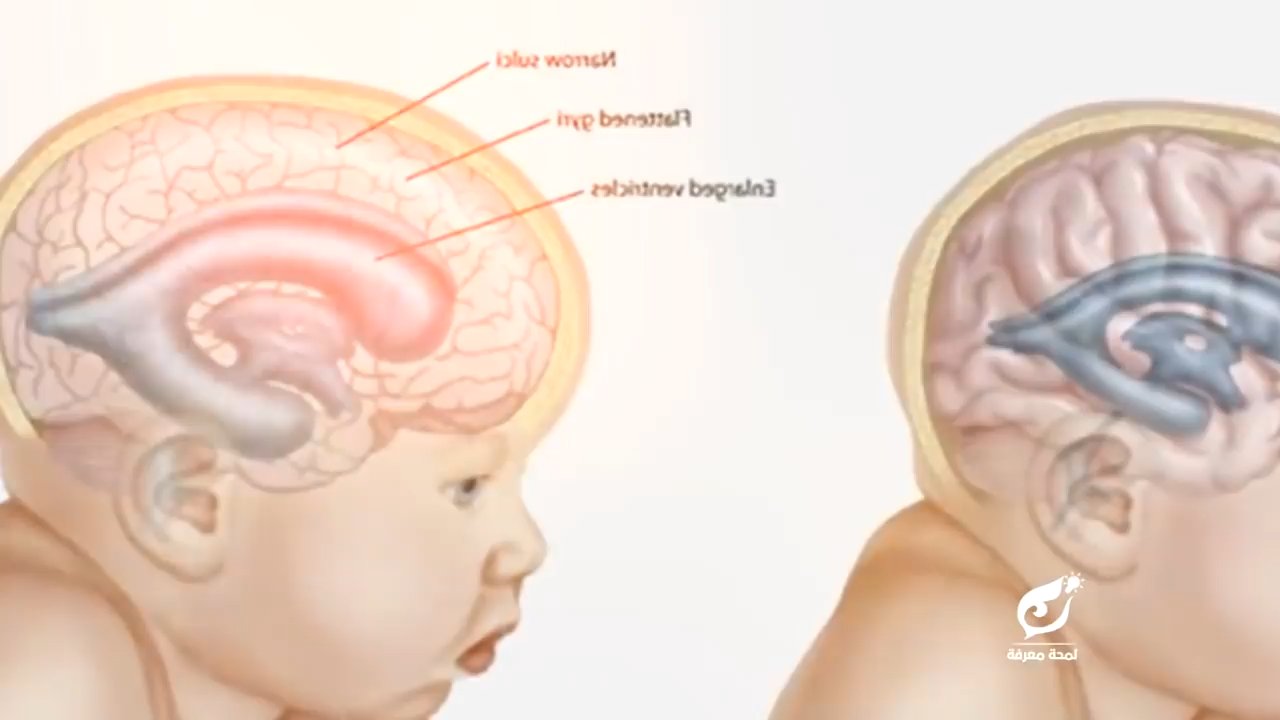 Narrow sulci
Flattened gyri
Enlarged ventricles
لمحة معرفة